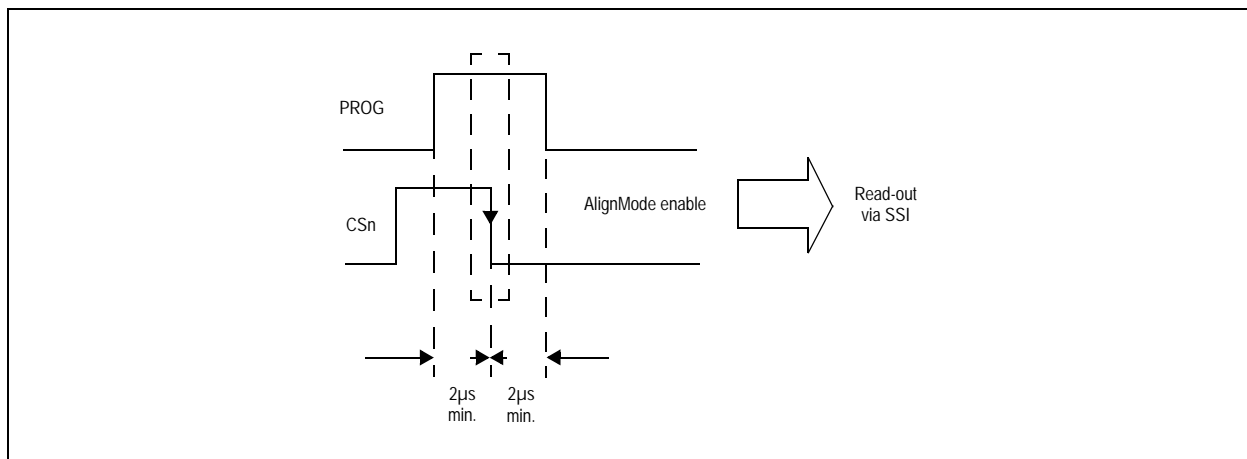 PROG
CSn
AlignMode enable
Read-out
via SSI
2µs
min.
2µs
min.